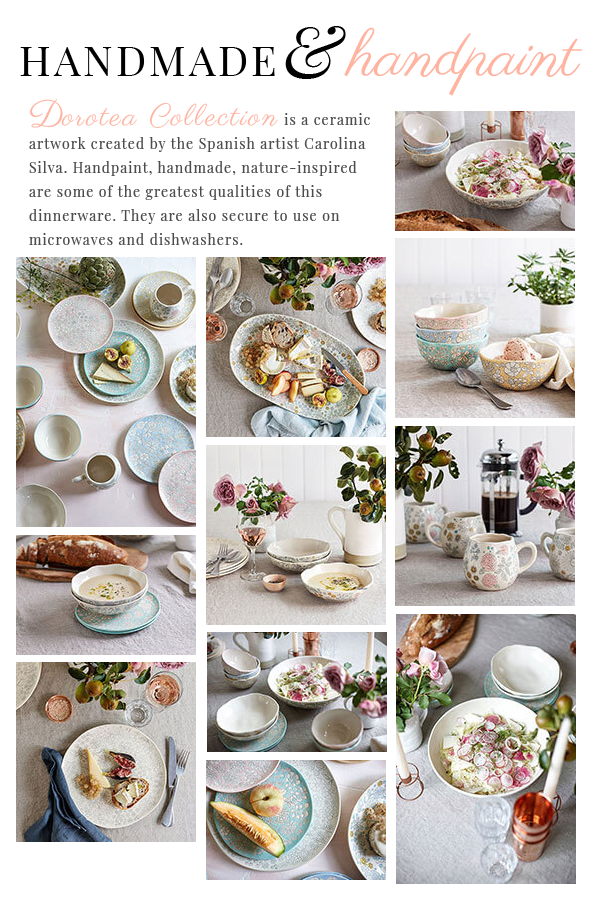 HANDMADE & handpaint
Dorotea Collection is a ceramic
artwork created by the Spanish artist Carolina
Silva. Handpaint, handmade, nature-inspired
are some of the greatest qualities of this
dinnerware. They are also secure to use on
microwaves and dishwashers.